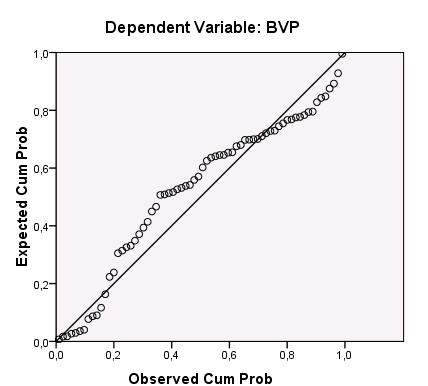 Dependent Variable: BVP
Expected Cum Prob
1,0
0,8
0,6
0,4
0,2
0,0
0,0 0,2 0,4 0,6 0,8 1,0
Observed Cum Prob